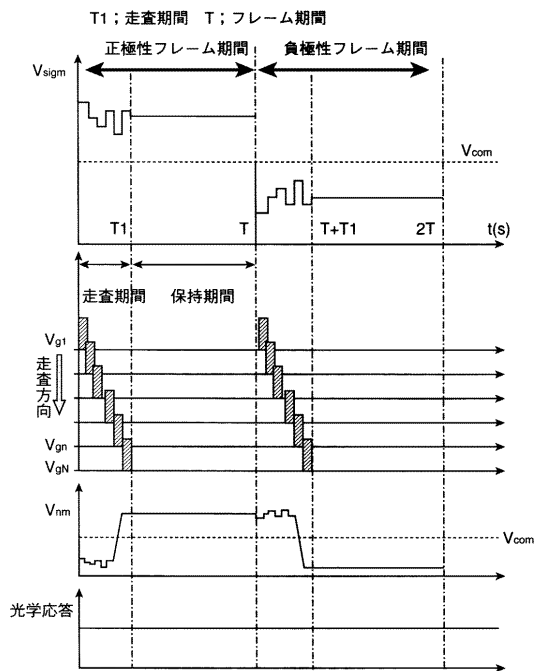 T1；走査期間　T；フレーム期間
正極性フレーム期間　負極性フレーム期間
Vsigm
Vcom
T1　T　T+T1　2T　t(s)
走査期間　保持期間
Vg1
走査方向
Vgn
VgN
Vnm
Vcom
光学応答